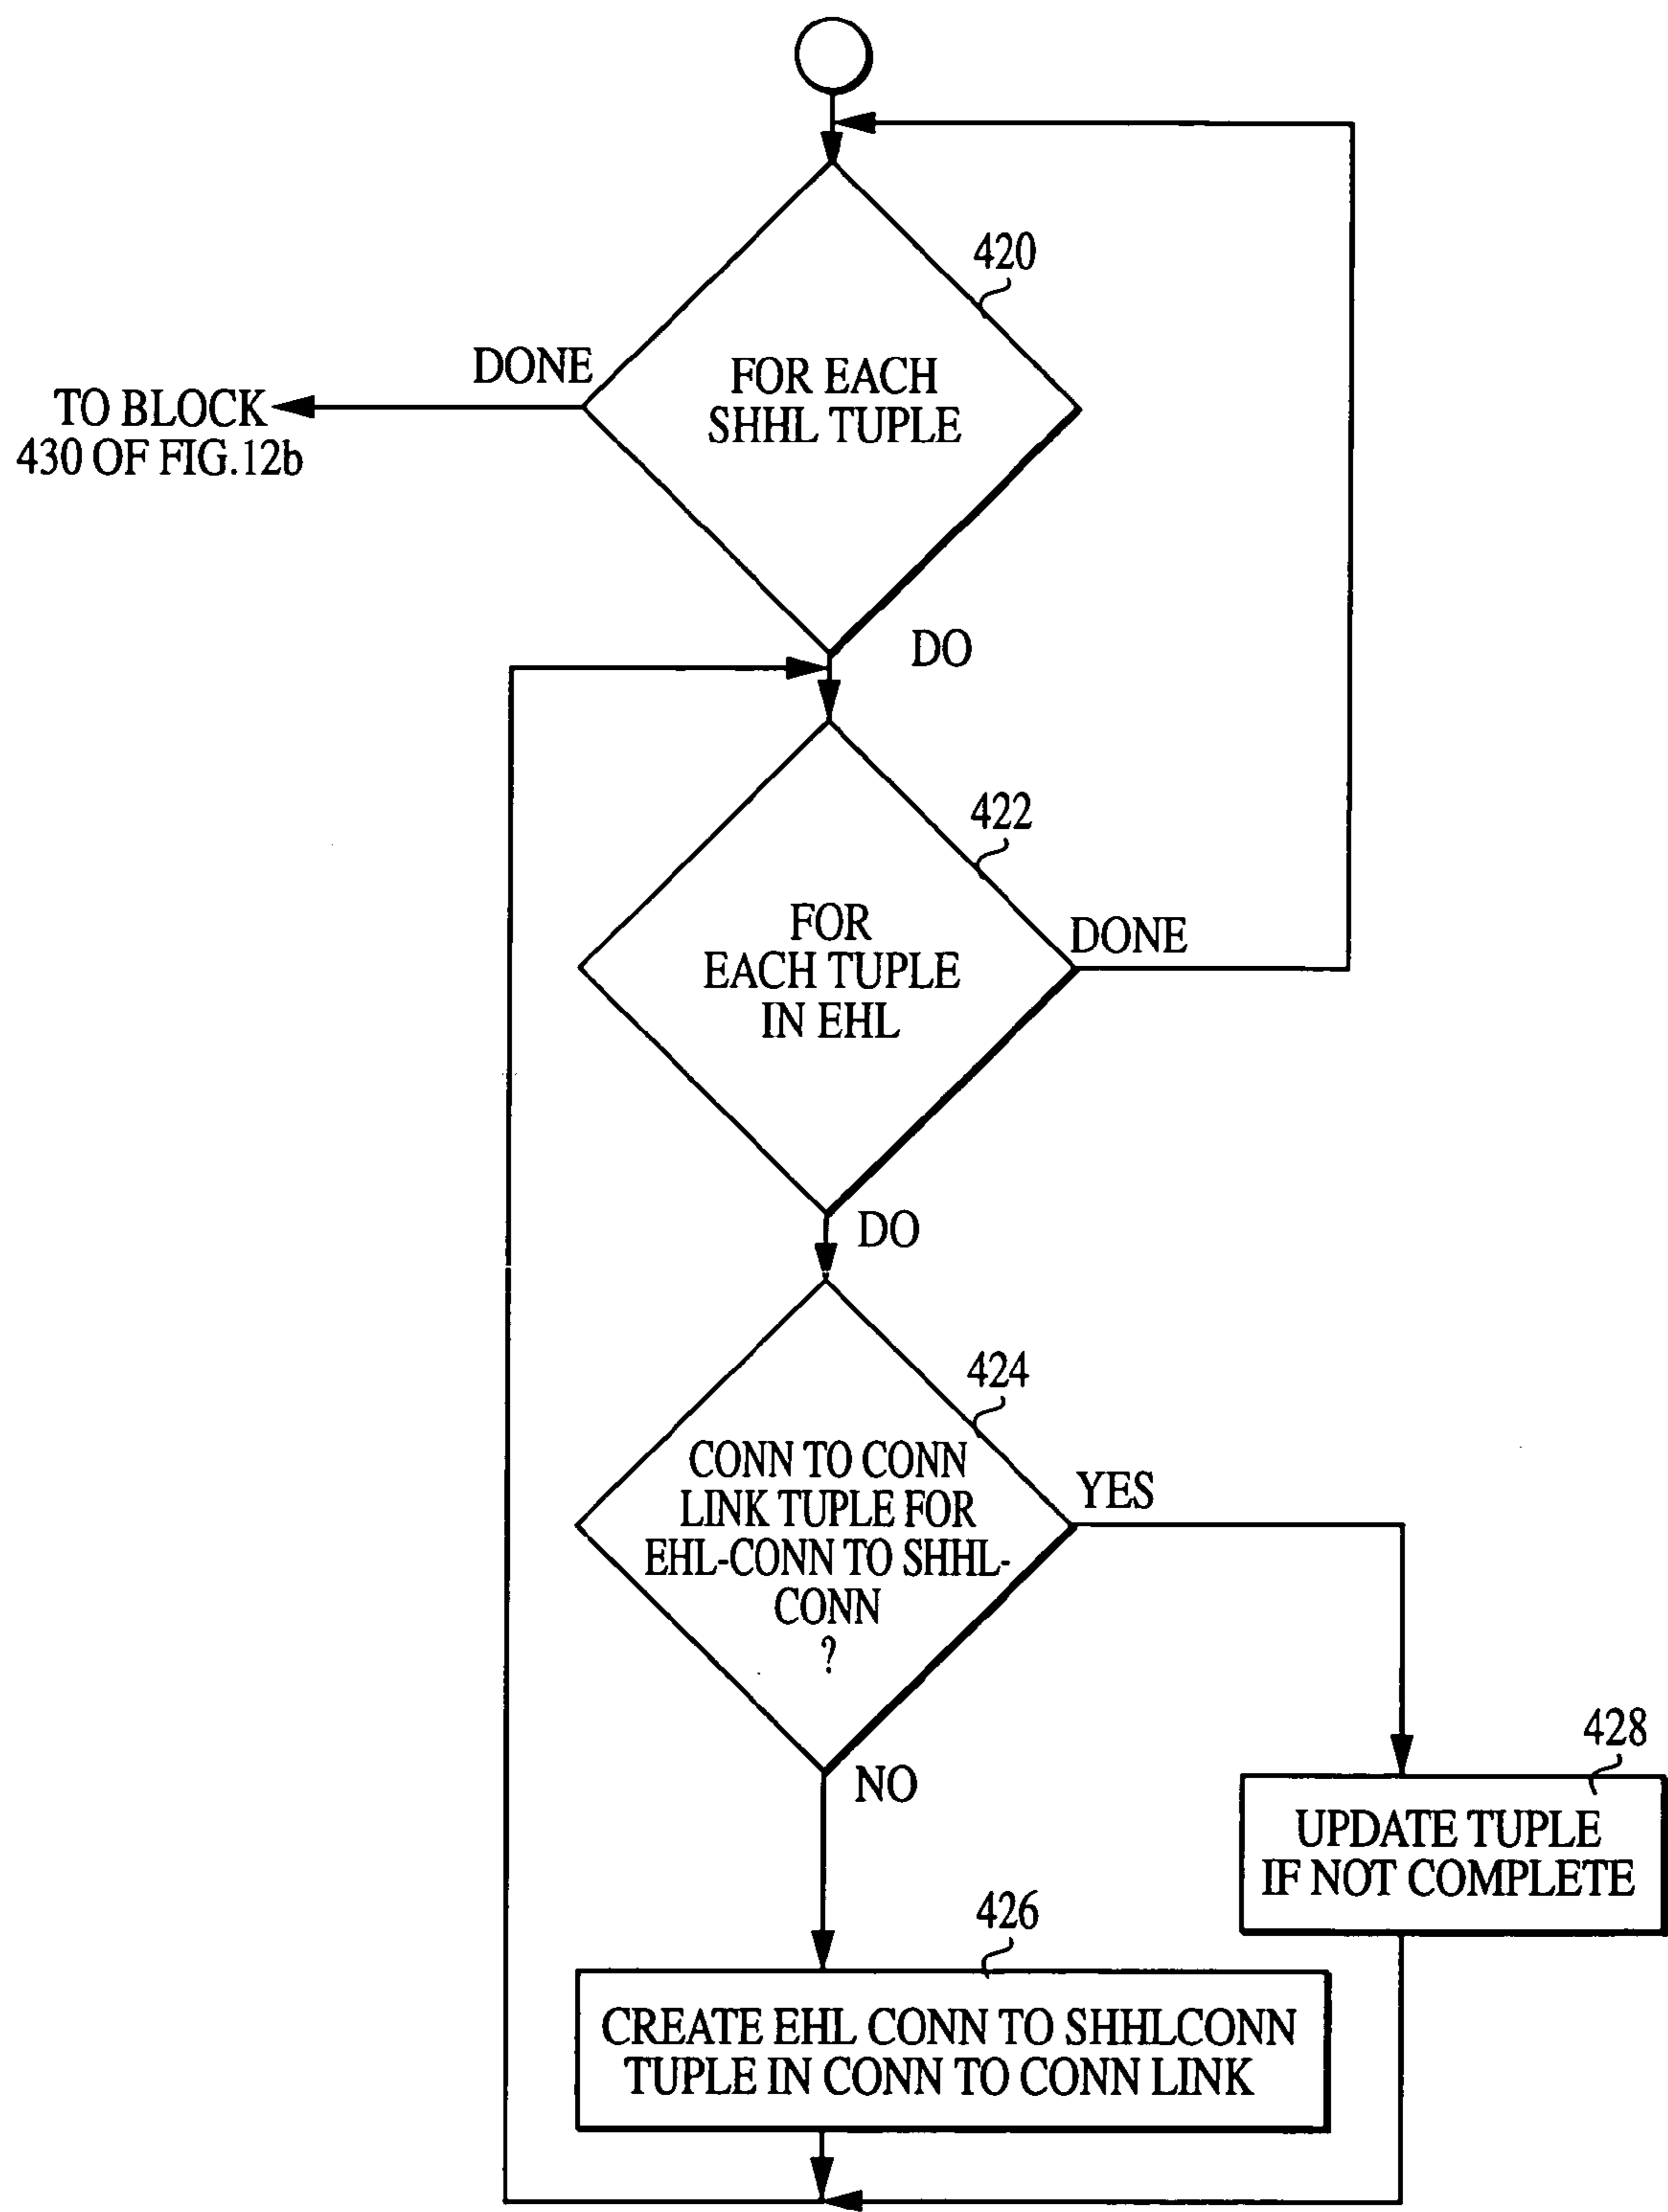 420
DONE
FOR EACH
SHHL TUPLE
TO BLOCK
430 OF FIG.12b
DO
422
FOR
EACH TUPLE
IN EHL
DONE
DO
424
CONN TO CONN
LINK TUPLE FOR
EHL-CONN TO SHHL-
CONN
?
YES
NO
428
UPDATE TUPLE
IF NOT COMPLETE
426
CREATE EHL CONN TO SHHLCONN
TUPLE IN CONN TO CONN LINK